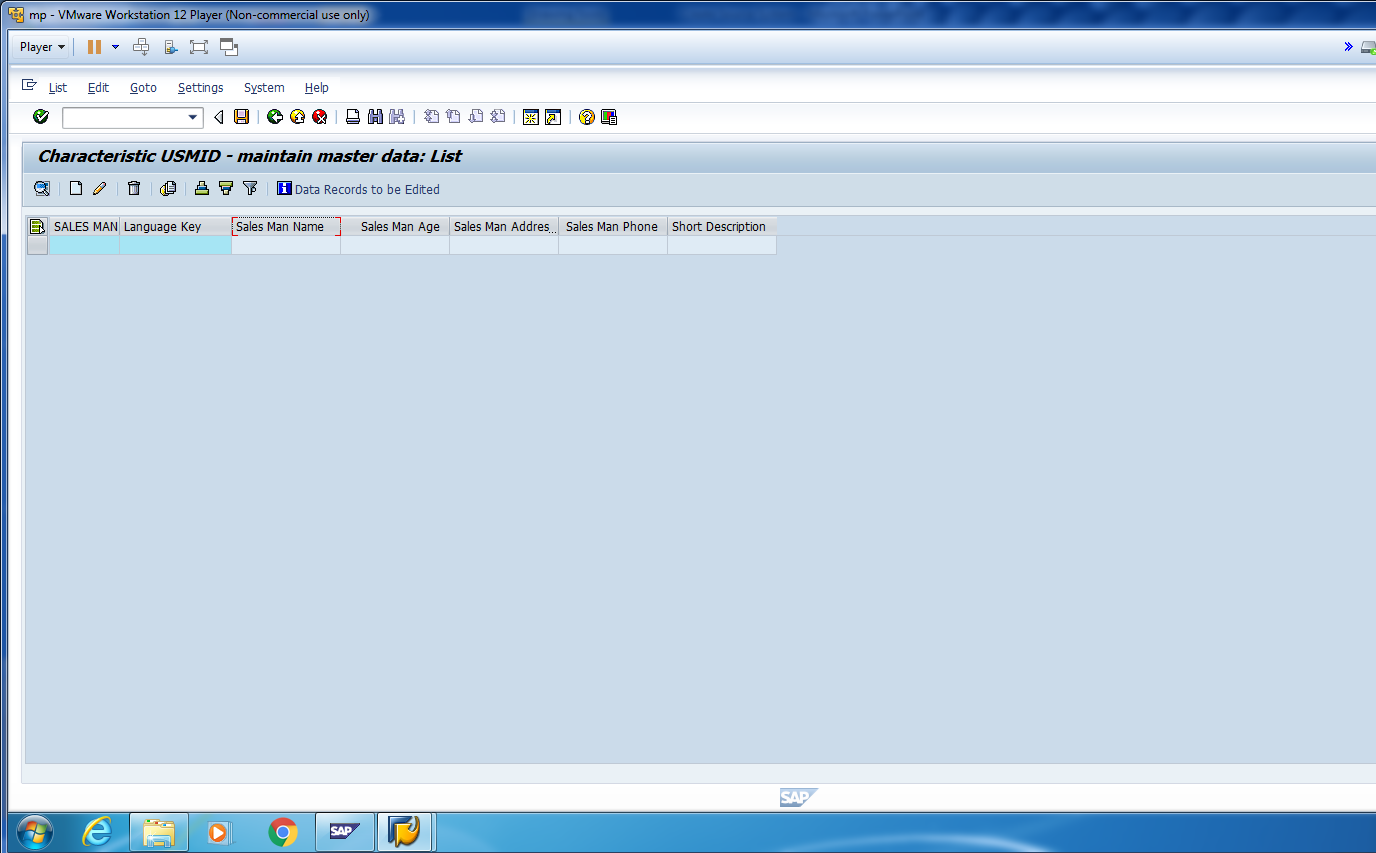 mp - VMware Workstation 12 Player (Non-commercial use only)
Player
List Edit Goto Settings System Help
Characteristic USMID - maintain master data: List
Data Records to be Edited
SALES MAN Language Key Sales Man Name Sales Man Age Sales Man Addres... Sales Man Phone Short Description
SAP
SAP